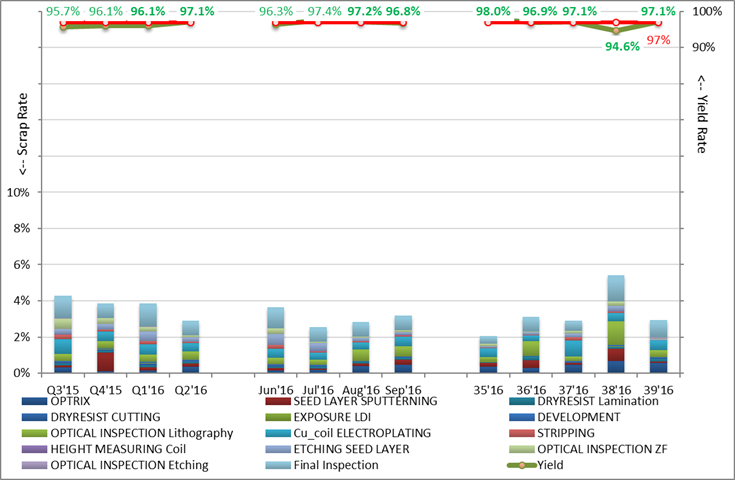 95.7% 96.1% 96.1% 97.1% 96.3% 97.4% 97.2% 96.8% 98.0% 96.9% 97.1% 97.1% 100%
94.6% 97% 90%
<-- Scrap Rate
<-- Yield Rate
10%
8%
6%
4%
2%
0%
Q3'15 Q4'15 Q1'16 Q2'16 Jun'16 Jul'16 Aug'16 Sep'16 35'16 36'16 37'16 38'16 39'16
OPTRIX SEED LAYER SPUTTERNING DRYRESIST Lamination
DRYRESIST CUTTING EXPOSURE LDI DEVELOPMENT
OPTICAL INSPECTION Lithography Cu_coil ELECTROPLATING STRIPPING
HEIGHT MEASURING Coil ETCHING SEED LAYER OPTICAL INSPECTION ZF
OPTICAL INSPECTION Etching Final Inspection Yield